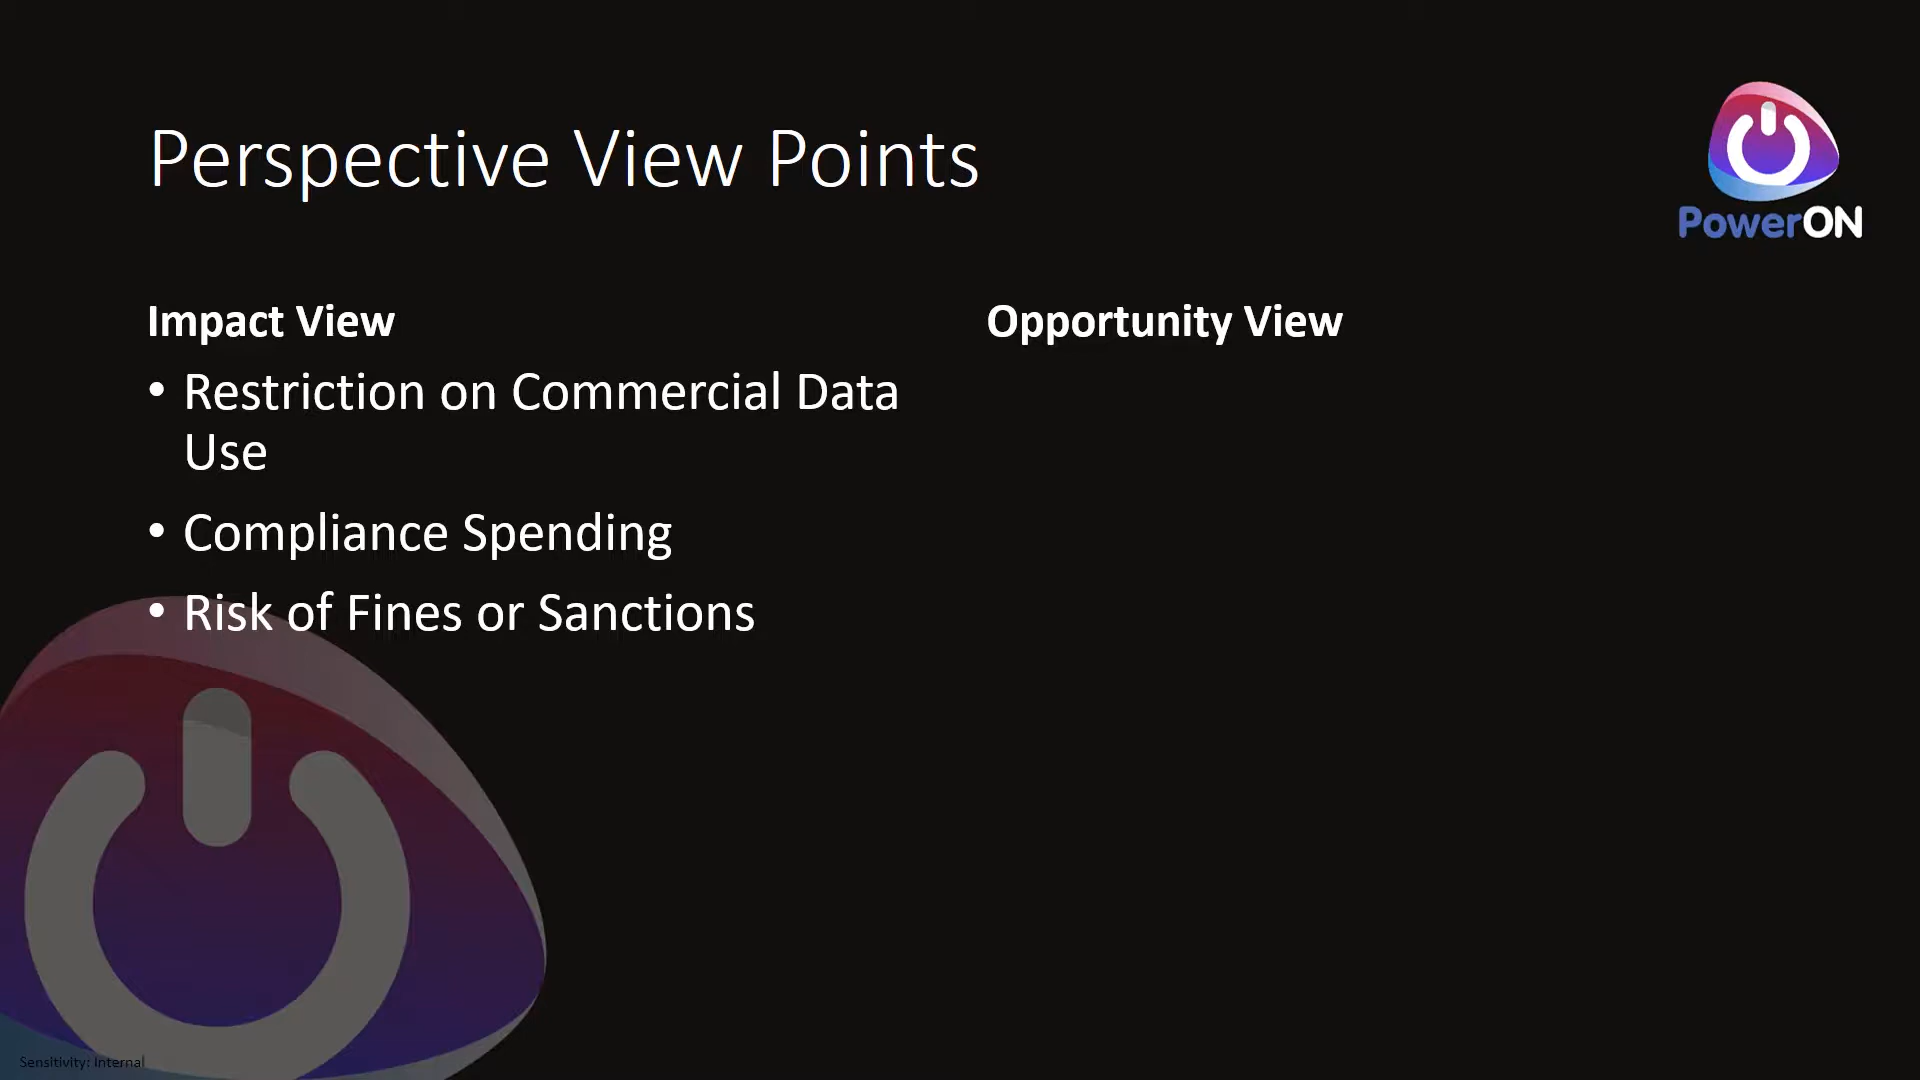 Perspective View Points
PowerON
Impact View
• Restriction on Commercial Data
Use
• Compliance Spending
• Risk of Fines or Sanctions
Opportunity View
Sensitivity: Internal